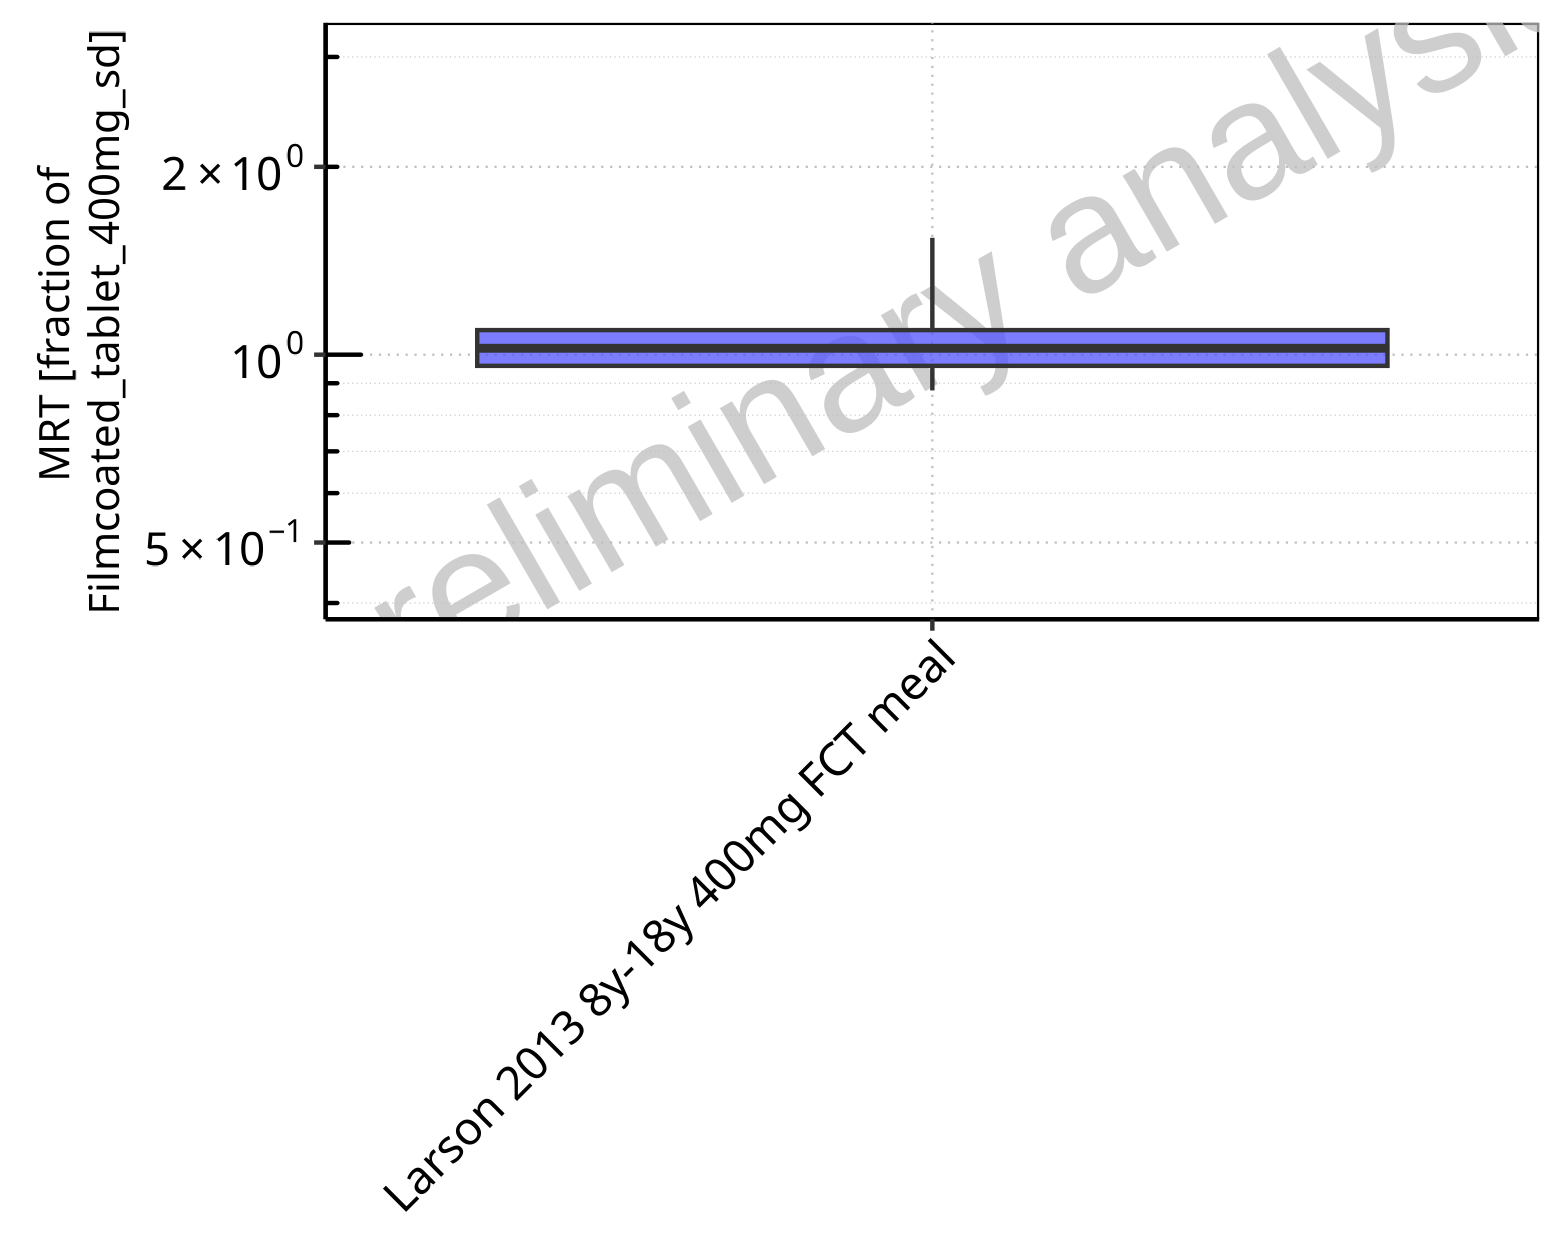 MRT [fraction of
Filmcoated_tablet_400mg_sd]
2×10⁰
10⁰
5×10⁻¹
reliminary analysi
Larson 2013 8y-18y 400mg FCT meal